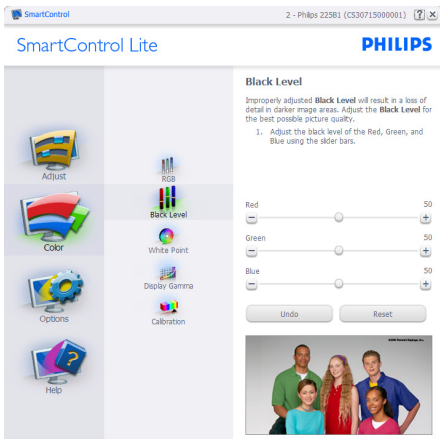 SmartControl
2 - Philips 225B1 (CS30715000001)
SmartControl Lite
PHILIPS
Adjust
Color
Options
Help
RGB
Black Level
White Point
Display Gamma
Calibration
Black Level
Improperly adjusted Black Level will result in a loss of
detail in darker image areas. Adjust the Black Level for
the best possible picture quality.
1. Adjust the black level of the Red, Green, and
Blue using the slider bars.
Red 50
Green 50
Blue 50
Undo
Reset